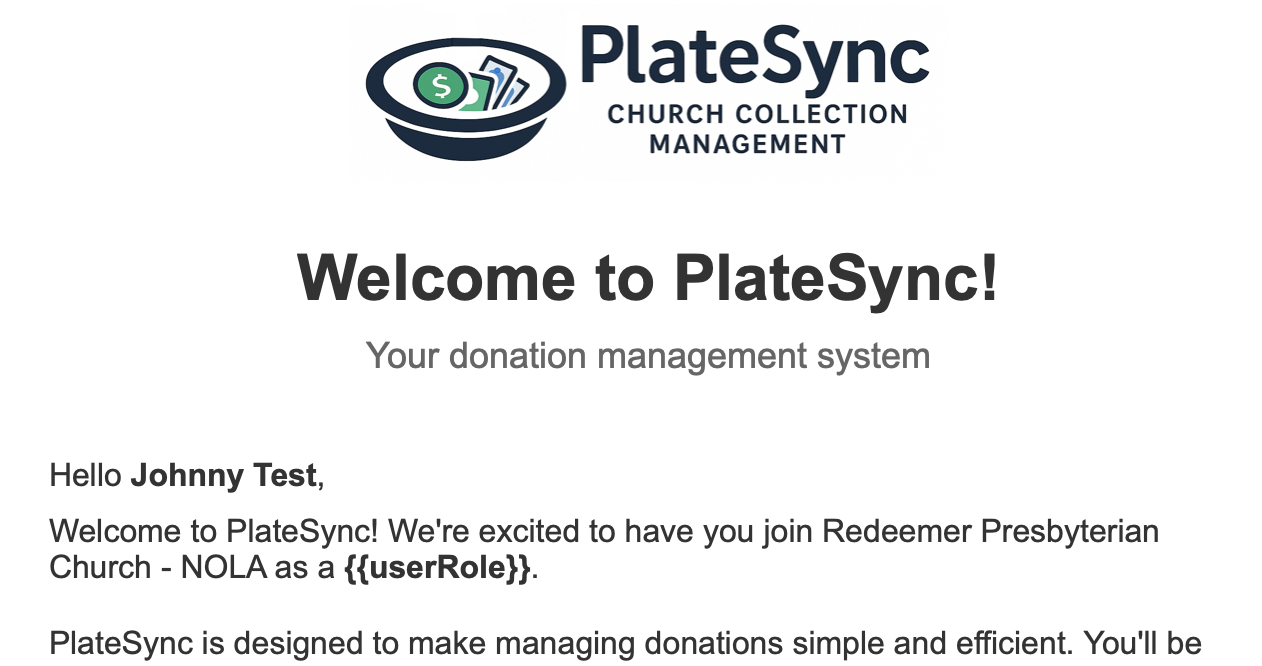 PlateSync
CHURCH COLLECTION
MANAGEMENT
$
Welcome to PlateSync!
Your donation management system
Hello Johnny Test,
Welcome to PlateSync! We're excited to have you join Redeemer Presbyterian
Church - NOLA as a {{userRole}}.
PlateSync is designed to make managing donations simple and efficient. You'll be